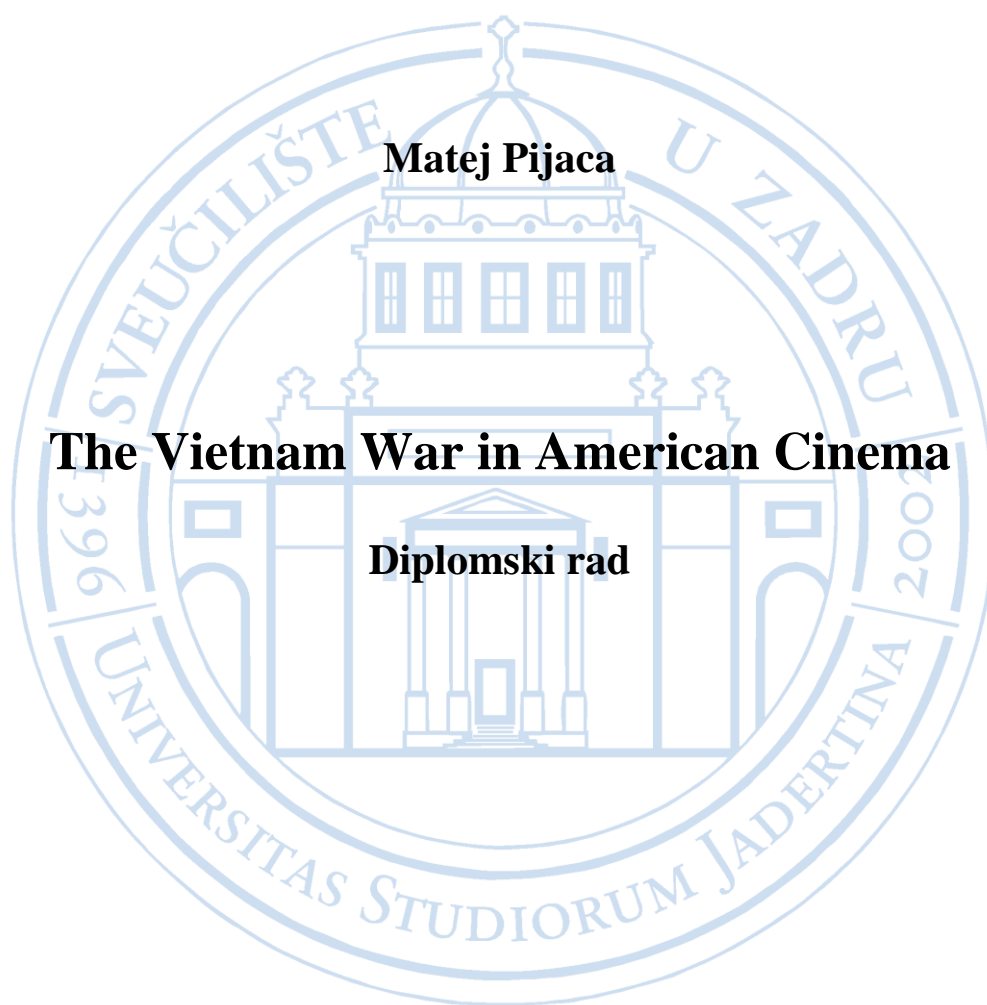 Matej Pijaca
The Vietnam War in American Cinema
Diplomski rad
SVEUČILIŠTE U ZADRU
1396
2002
UNIVERSITAS STUDIORUM JADERTINA